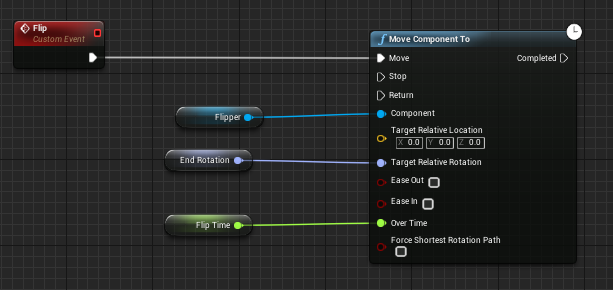 Flip
Custom Event
Move Component To
Move
Completed
Stop
Return
Flipper
Component
Target Relative Location
X 0.0 Y 0.0 Z 0.0
End Rotation
Target Relative Rotation
Ease Out
Ease In
Flip Time
Over Time
Force Shortest Rotation Path